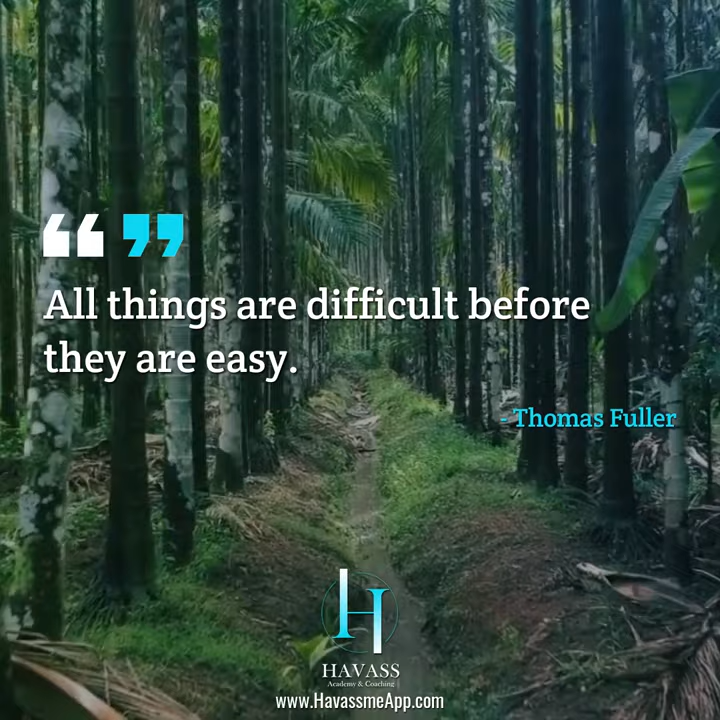 “ ”
All things are difficult before
they are easy.
- Thomas Fuller
H
HAVASS
Academy & Coaching
www.HavassmeApp.com